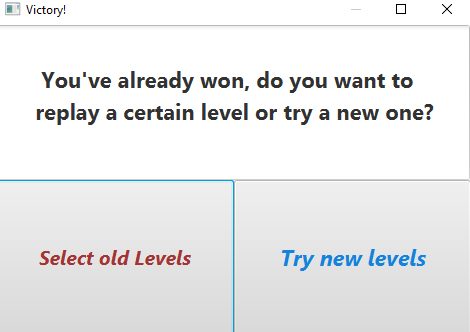 Victory!
You've already won, do you want to
replay a certain level or try a new one?
Select old Levels
Try new levels